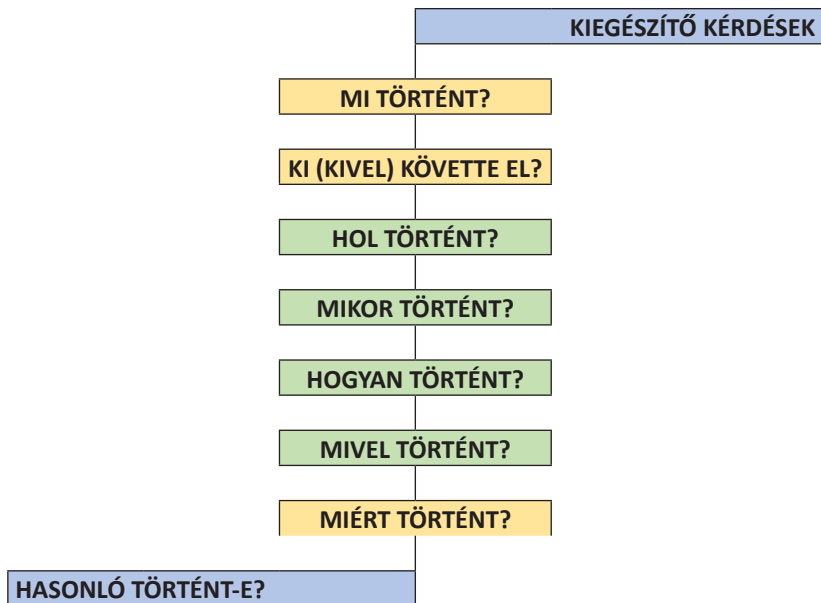 KIEGÉSZÍTŐ KÉRDÉSEK
MI TÖRTÉNT?
KI (KIVEL) KÖVETTE EL?
HOL TÖRTÉNT?
MIKOR TÖRTÉNT?
HOGYAN TÖRTÉNT?
MIVEL TÖRTÉNT?
MIÉRT TÖRTÉNT?
HASONLÓ TÖRTÉNT-E?